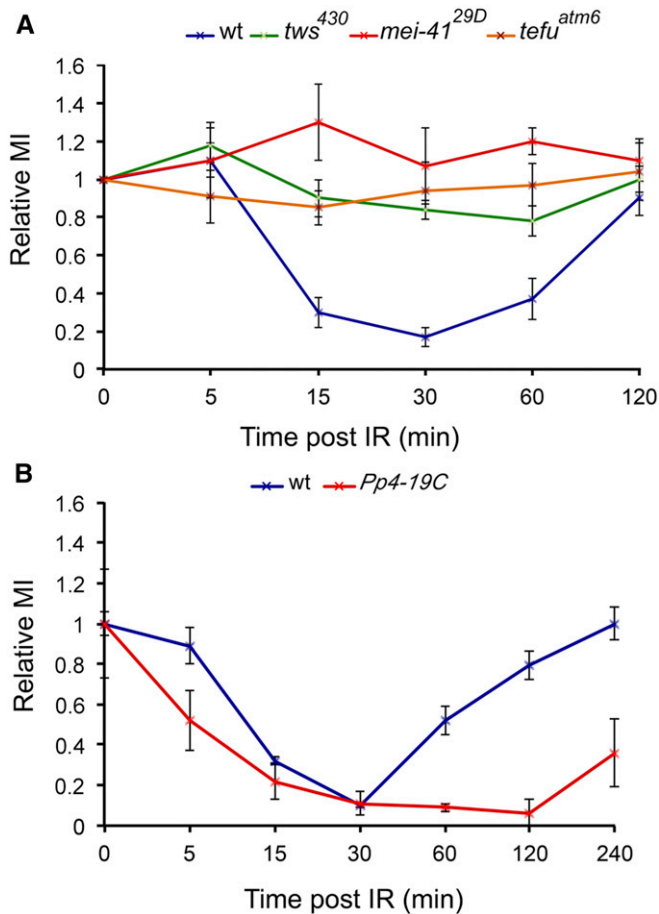 A
wt tws430 mei-4129D tefuatm6
1.6
1.4
1.2
1
0.8
0.6
0.4
0.2
0
Relative MI
0 5 15 30 60 120
Time post IR (min)
B
wt Pp4-19C
1.6
1.4
1.2
1
0.8
0.6
0.4
0.2
0
Relative MI
0 5 15 30 60 120 240
Time post IR (min)